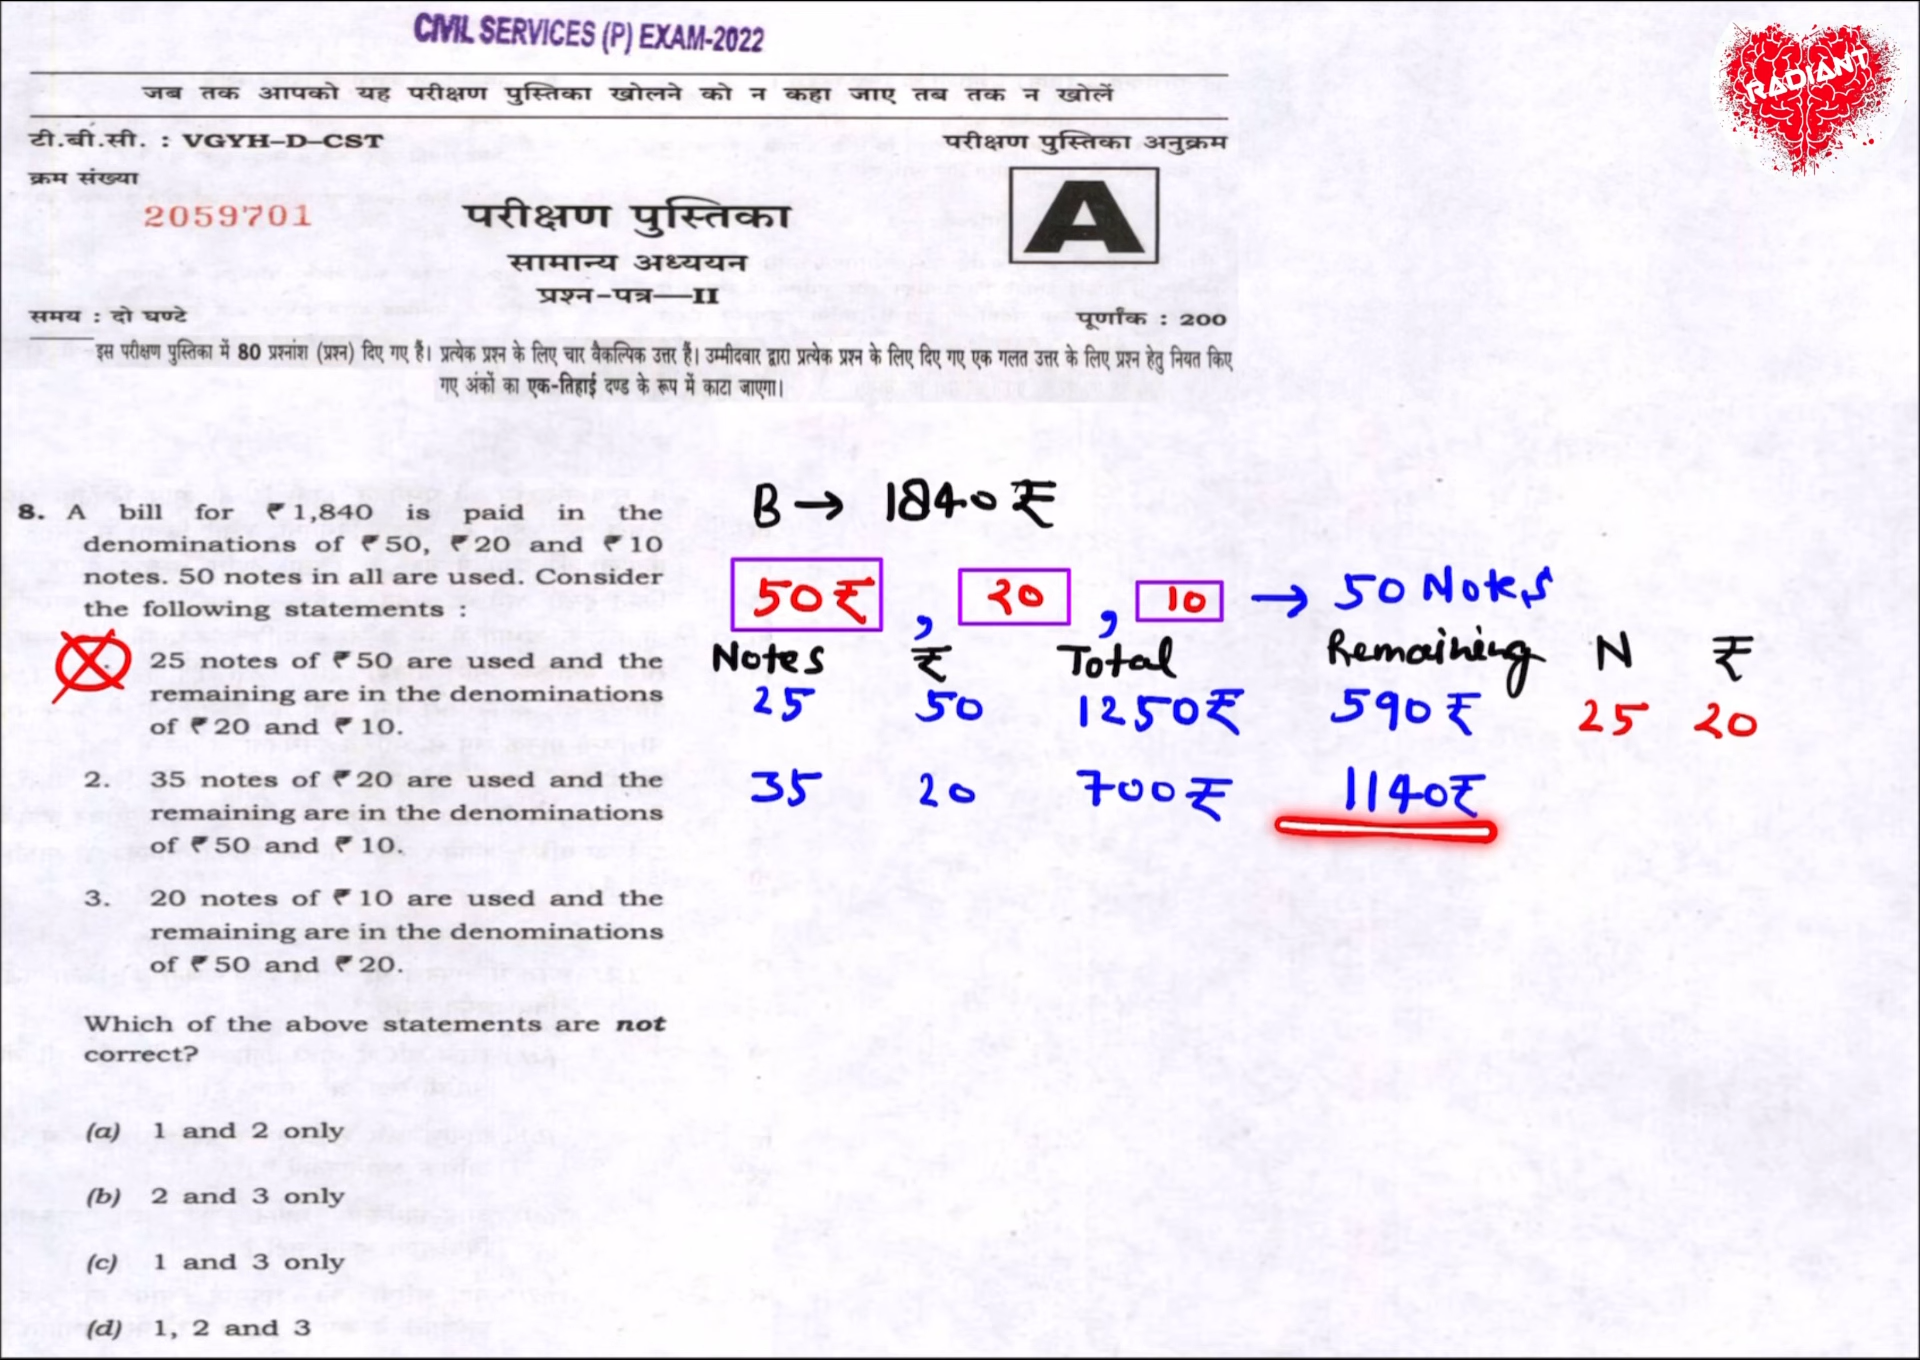 CIVIL SERVICES (P) EXAM-2022
RADIANT
जब तक आपको यह परीक्षण पुस्तिका खोलने को न कहा जाए तब तक न खोलें
टी.बी.सी. : VGYH-D-CST
परीक्षण पुस्तिका अनुक्रम
क्रम संख्या
2059701
परीक्षण पुस्तिका
A
सामान्य अध्ययन
प्रश्न-पत्र—II
समय : दो घण्टे
पूर्णांक : 200
इस परीक्षण पुस्तिका में 80 प्रश्नांश (प्रश्न) दिए गए हैं। प्रत्येक प्रश्न के लिए चार वैकल्पिक उत्तर हैं। उम्मीदवार द्वारा प्रत्येक प्रश्न के लिए दिए गए एक गलत उत्तर के लिए प्रश्न हेतु नियत किए
गए अंकों का एक-तिहाई दण्ड के रूप में काटा जाएगा।
8. A bill for ₹ 1,840 is paid in the
denominations of ₹ 50, ₹ 20 and ₹ 10
notes. 50 notes in all are used. Consider
the following statements :
25 notes of ₹ 50 are used and the
remaining are in the denominations
of ₹ 20 and ₹ 10.
2. 35 notes of ₹ 20 are used and the
remaining are in the denominations
of ₹ 50 and ₹ 10.
3. 20 notes of ₹ 10 are used and the
remaining are in the denominations
of ₹ 50 and ₹ 20.
Which of the above statements are not
correct?
(a) 1 and 2 only
(b) 2 and 3 only
(c) 1 and 3 only
(d) 1, 2 and 3
B → 1840 ₹
50 ₹ , 20 , 10 → 50 Notes
Notes ₹ Total Remaining N ₹
25 50 1250 ₹ 590 ₹ 25 20
35 20 700 ₹ 1140 ₹